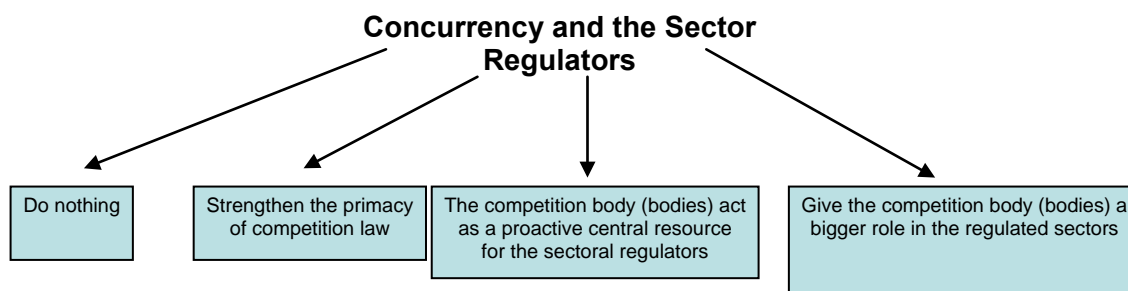 Concurrency and the Sector
Regulators
Do nothing
Strengthen the primacy
of competition law
The competition body (bodies) act
as a proactive central resource
for the sectoral regulators
Give the competition body (bodies) a
bigger role in the regulated sectors